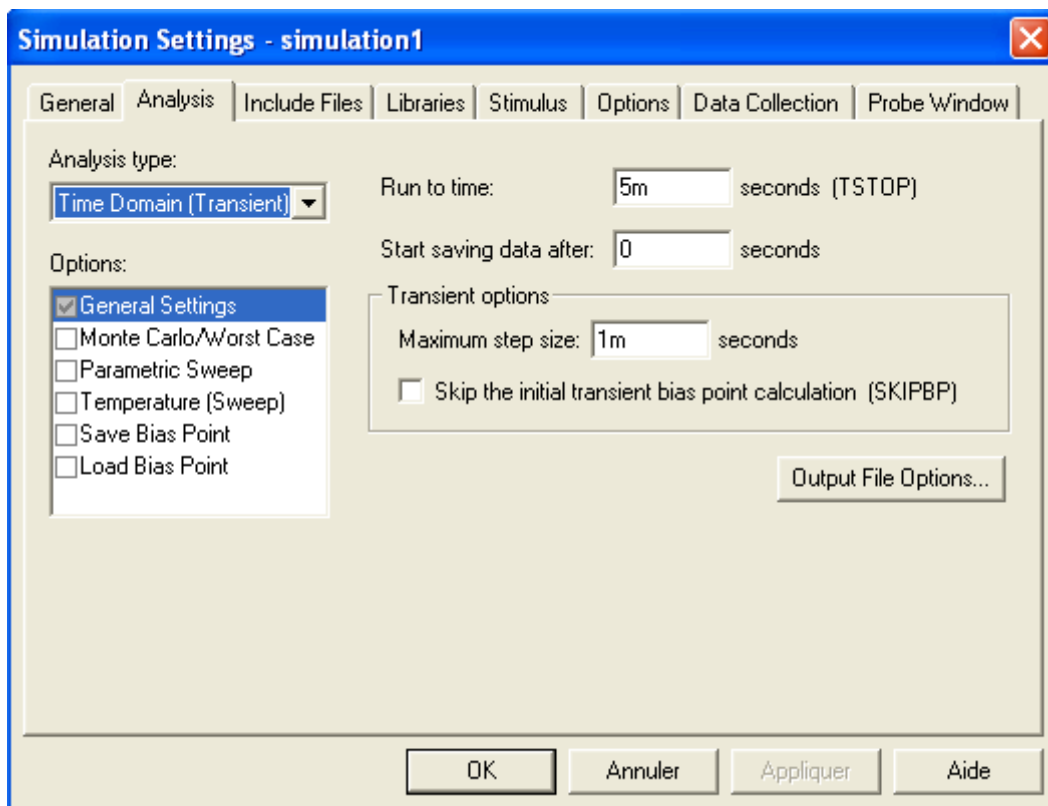 Simulation Settings - simulation1
General Analysis Include Files Libraries Stimulus Options Data Collection Probe Window
Analysis type:
Time Domain (Transient)
Options:
General Settings
Monte Carlo/Worst Case
Parametric Sweep
Temperature (Sweep)
Save Bias Point
Load Bias Point
Run to time: 5m seconds (TSTOP)
Start saving data after: 0 seconds
Transient options
Maximum step size: 1m seconds
Skip the initial transient bias point calculation (SKIPBP)
Output File Options...
OK Annuler Appliquer Aide